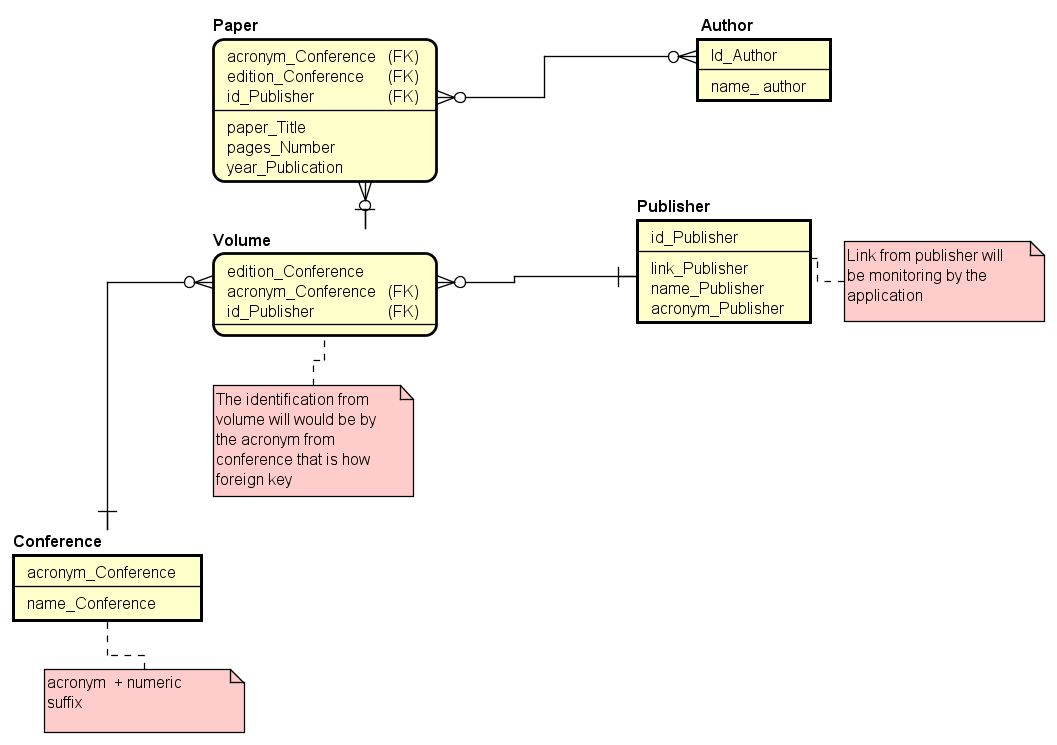 Paper
acronym_Conference (FK)
edition_Conference (FK)
id_Publisher (FK)
paper_Title
pages_Number
year_Publication
Author
Id_Author
name_ author
Volume
edition_Conference
acronym_Conference (FK)
id_Publisher (FK)
Publisher
id_Publisher
link_Publisher
name_Publisher
acronym_Publisher
Link from publisher will
be monitoring by the
application
The identification from
volume will would be by
the acronym from
conference that is how
foreign key
Conference
acronym_Conference
name_Conference
acronym  + numeric
suffix